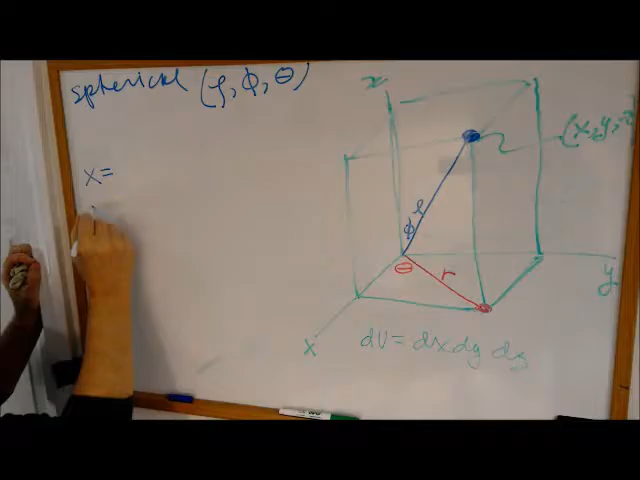 spherical (ρ, φ, θ)
z
(x, y, z)
x=
ρ
φ
θ
r
y
x
dV = dx dy dz